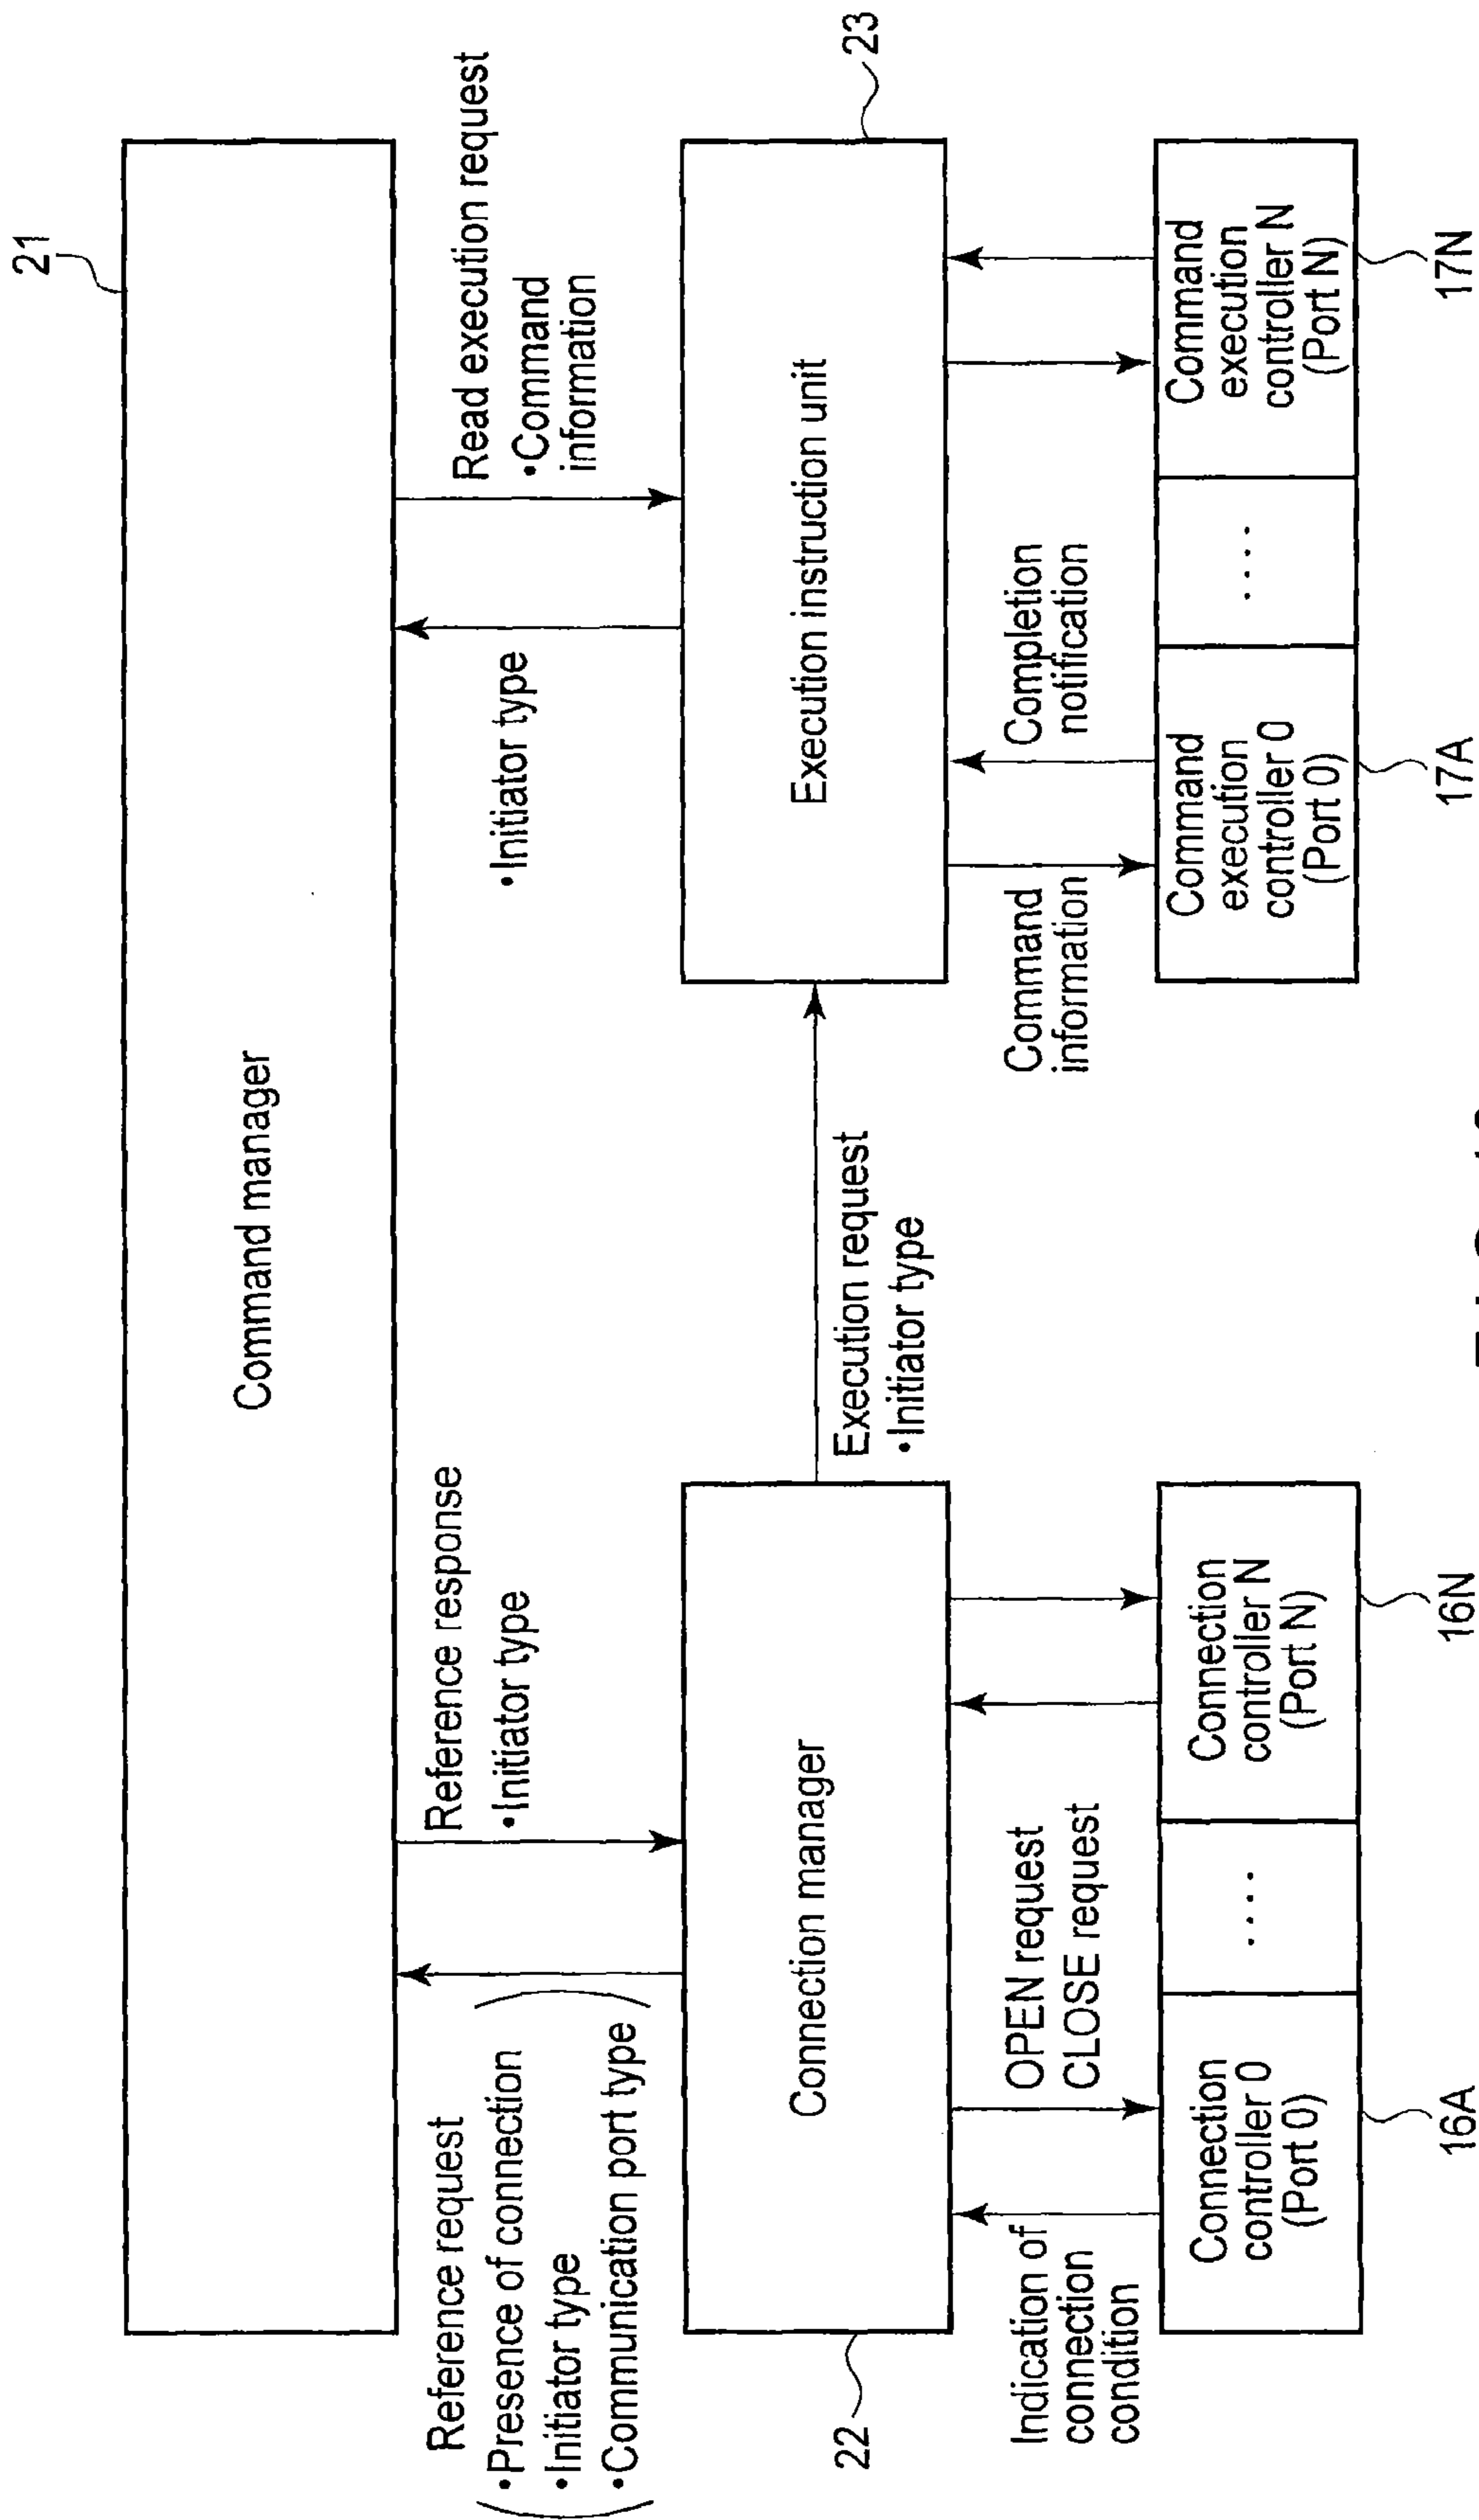 21
Command manager
Reference request
•Presence of connection
•Initiator type
•Communication port type
Reference response
•Initiator type
•Initiator type
Read execution request
•Command
information
22
Connection manager
Execution request
•Initiator type
Execution instruction unit
23
Indication of
connection
condition
OPEN request
CLOSE request
Command
information
Completion
notification
Connection
controller 0
(Port 0)
....
Connection
controller N
(Port N)
Command
execution
controller 0
(Port 0)
....
Command
execution
controller N
(Port N)
16A
16N
17A
17N